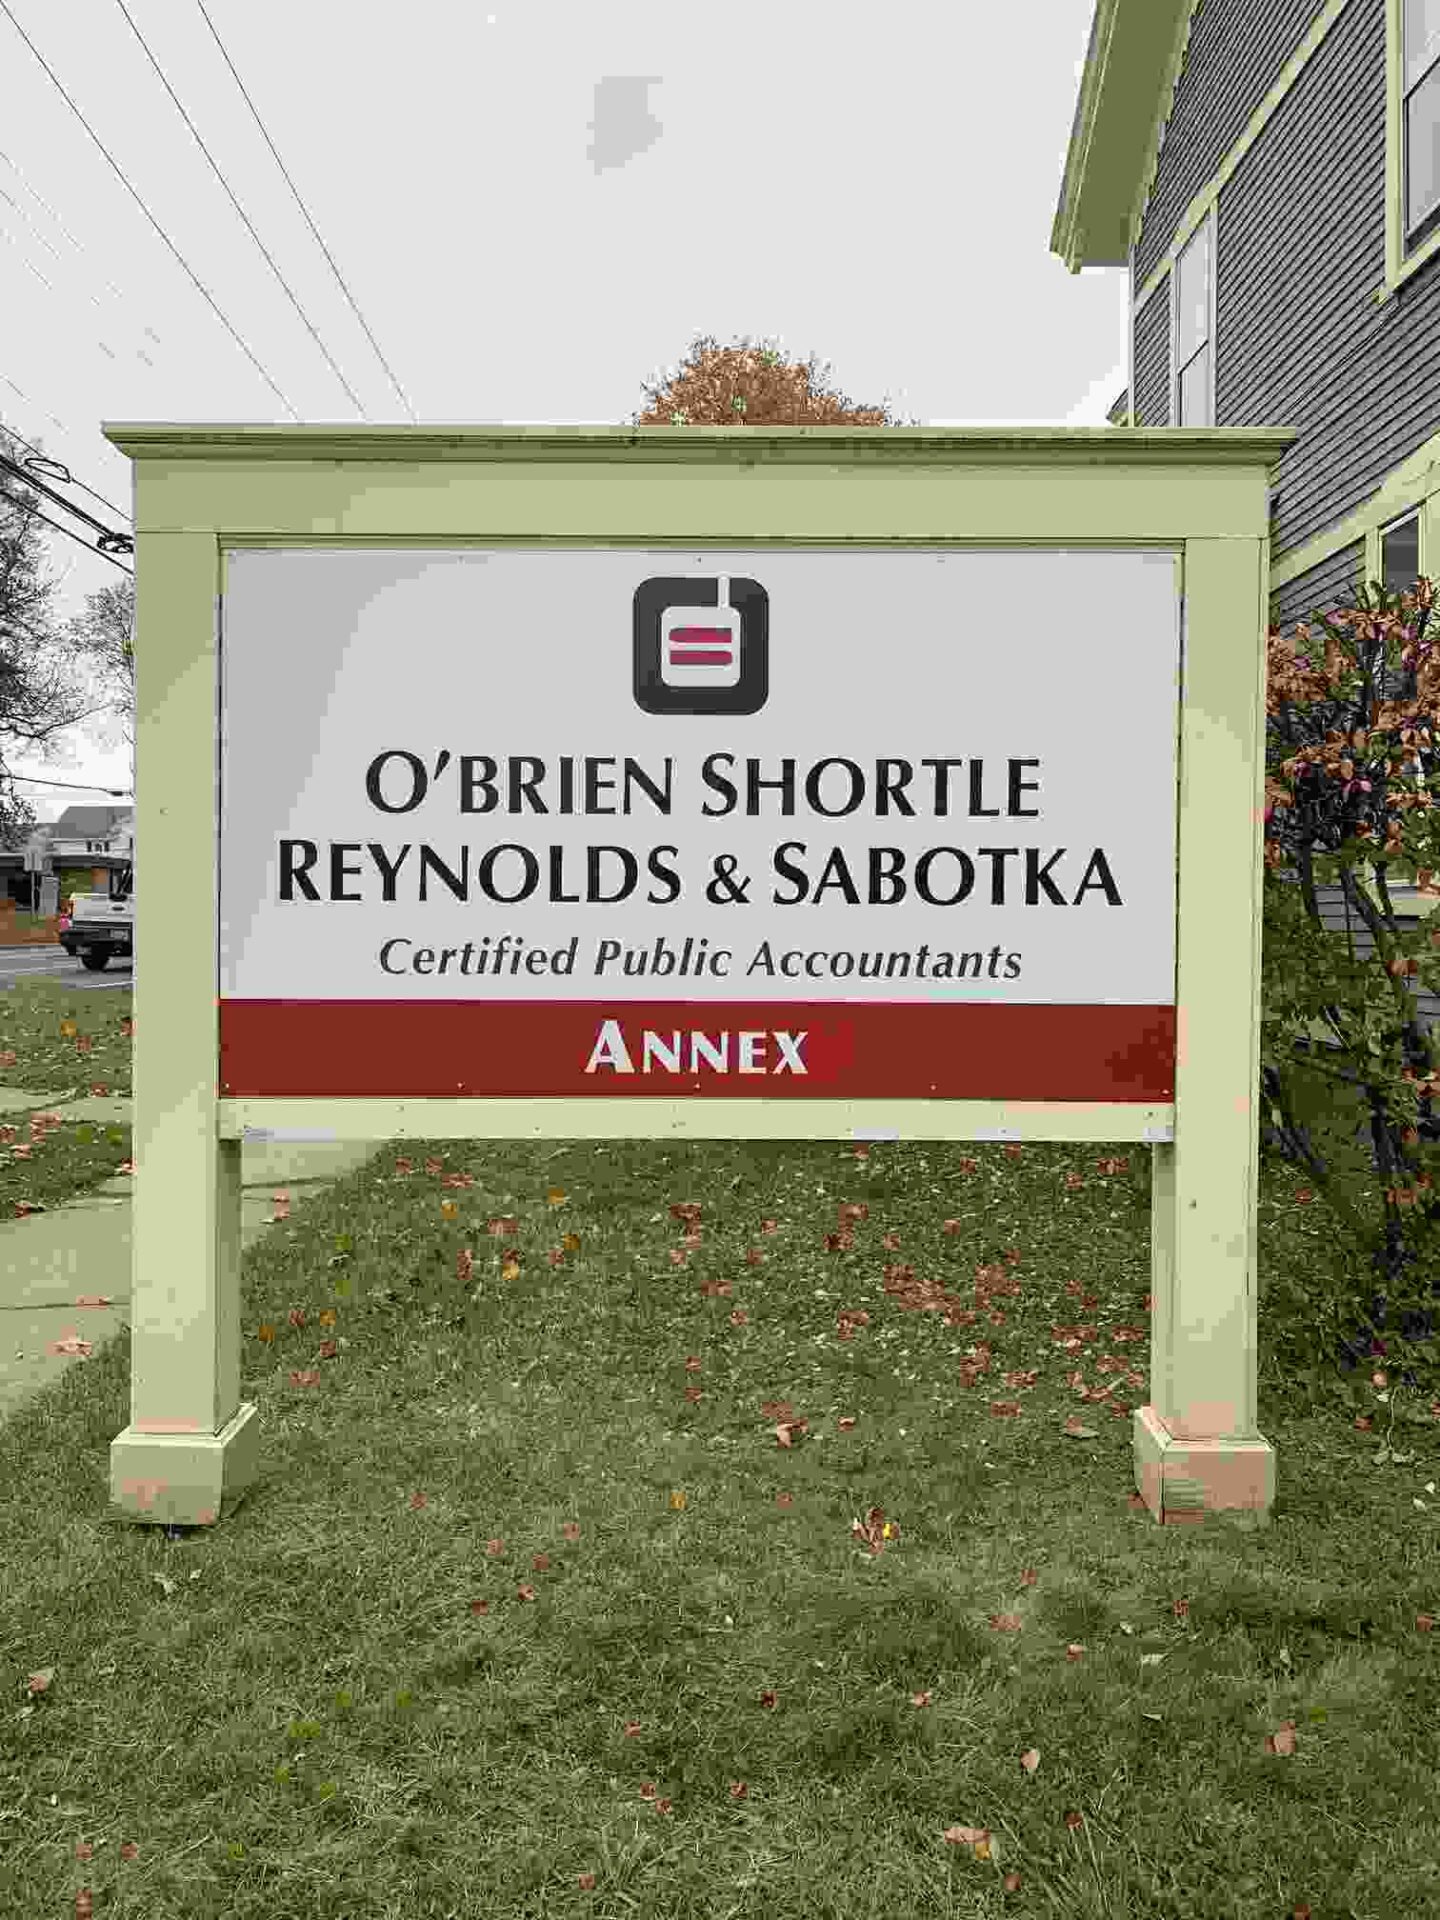 O'BRIEN SHORTLE
REYNOLDS & SABOTKA
Certified Public Accountants
ANNEX